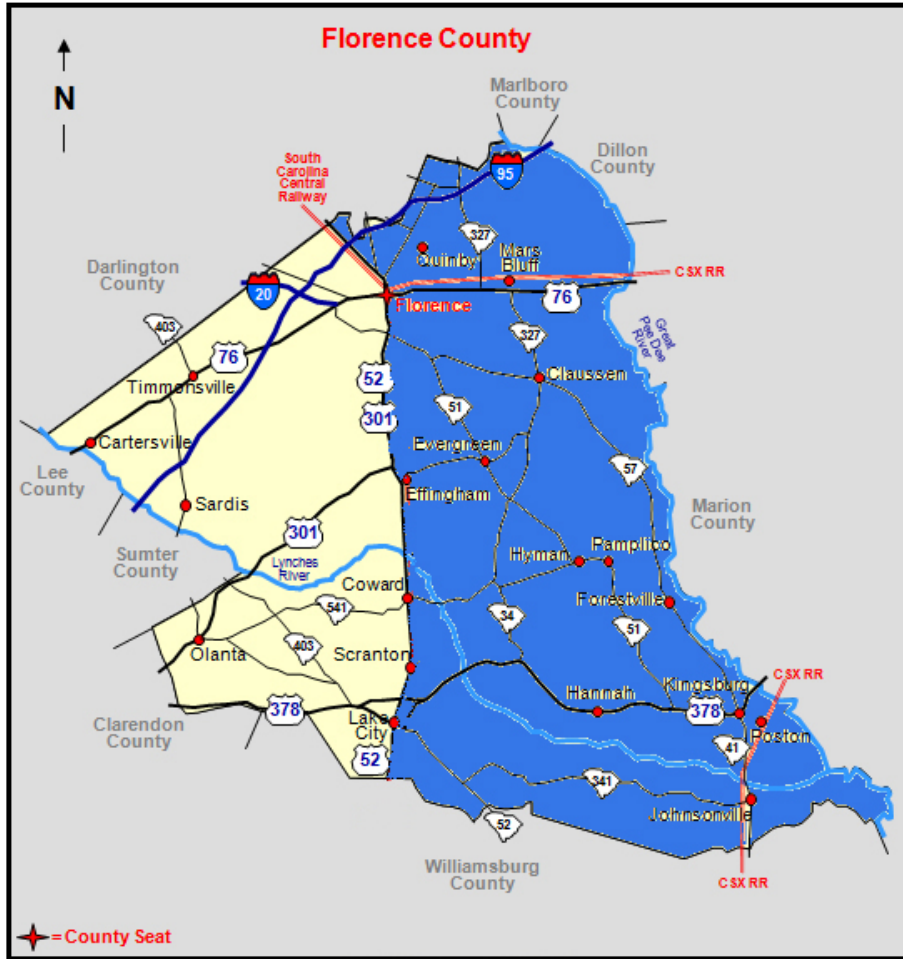 Florence County
N
Marlboro
County
Dillon
County
South
Carolina
Central
Railway
95
327
Quinby
Mars
Bluff
CSX RR
Darlington
County
20
Florence
76
403
327
Great
Pee Dee
River
76
Timmonsville
52
Claussen
301
51
Cartersville
Evergreen
57
Lee
County
Effingham
Sardis
Marion
County
301
Sumter
County
Lynches
River
Hyman
Pamplico
Coward
Forestville
541
34
51
Olanta
403
Scranton
CSX RR
Kingsburg
Hannah
378
378
Lake
City
Poston
Clarendon
County
41
52
341
Johnsonville
52
Williamsburg
County
CSX RR
= County Seat